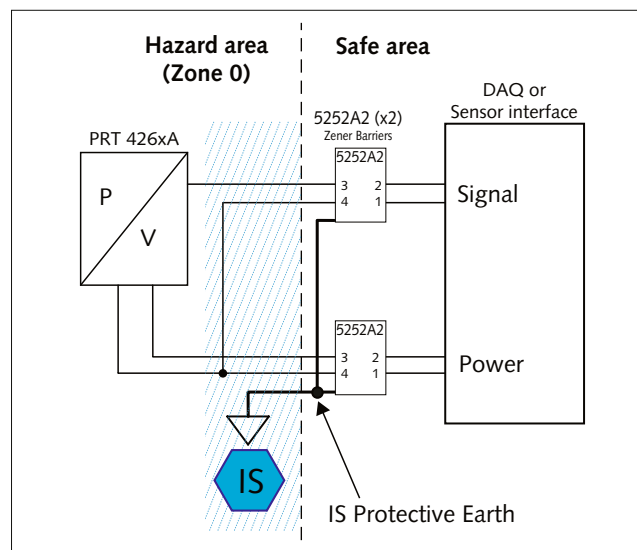 Hazard area
(Zone 0)
Safe area
DAQ or
Sensor interface
5252A2 (x2)
Zener Barriers
PRT 426xA
5252A2
P
V
3 2
4 1
Signal
5252A2
3 2
4 1
Power
IS
IS Protective Earth